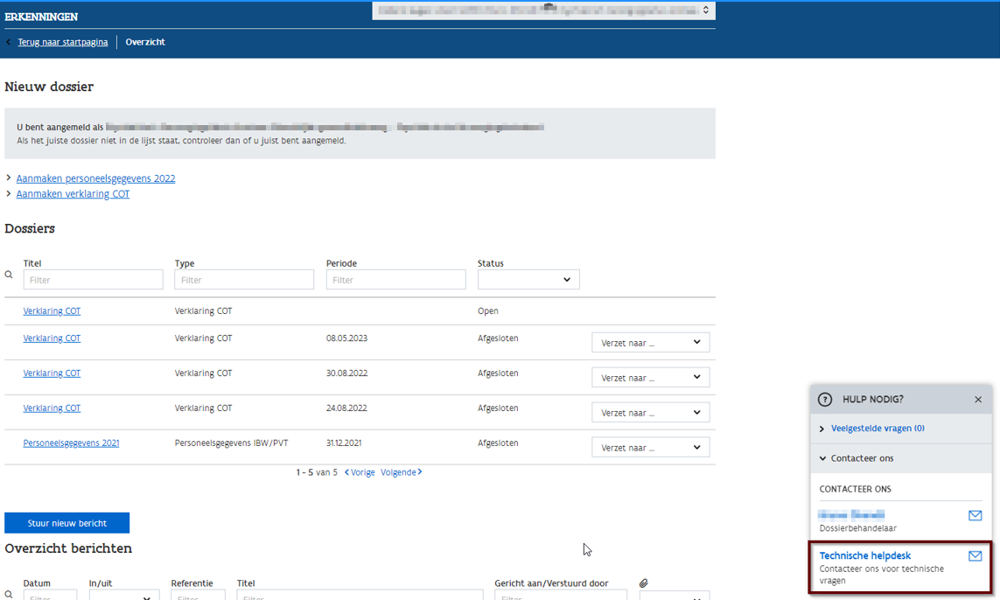 ERKENNINGEN
Terug naar startpagina Overzicht
Nieuw dossier
U bent aangemeld als
Als het juiste dossier niet in de lijst staat, controleer dan of u juist bent aangemeld.
Aanmaken personeelsgegevens 2022
Aanmaken verklaring COT
Dossiers
Titel Type Periode Status
Filter Filter Filter
Verklaring COT Verklaring COT Open
Verklaring COT Verklaring COT 08.05.2023 Afgesloten Verzet naar ...
Verklaring COT Verklaring COT 30.08.2022 Afgesloten Verzet naar ...
Verklaring COT Verklaring COT 24.08.2022 Afgesloten Verzet naar ...
Personeelsgegevens 2021 Personeelsgegevens IBW/PVT 31.12.2021 Afgesloten Verzet naar ...
1 - 5 van 5 Vorige Volgende
Stuur nieuw bericht
Overzicht berichten
Datum In/uit Referentie Titel Gericht aan/Verstuurd door
Filter Filter Filter Filter
HULP NODIG?
Veelgestelde vragen (0)
Contacteer ons
CONTACTEER ONS
Dossierbehandelaar
Technische helpdesk
Contacteer ons voor technische
vragen